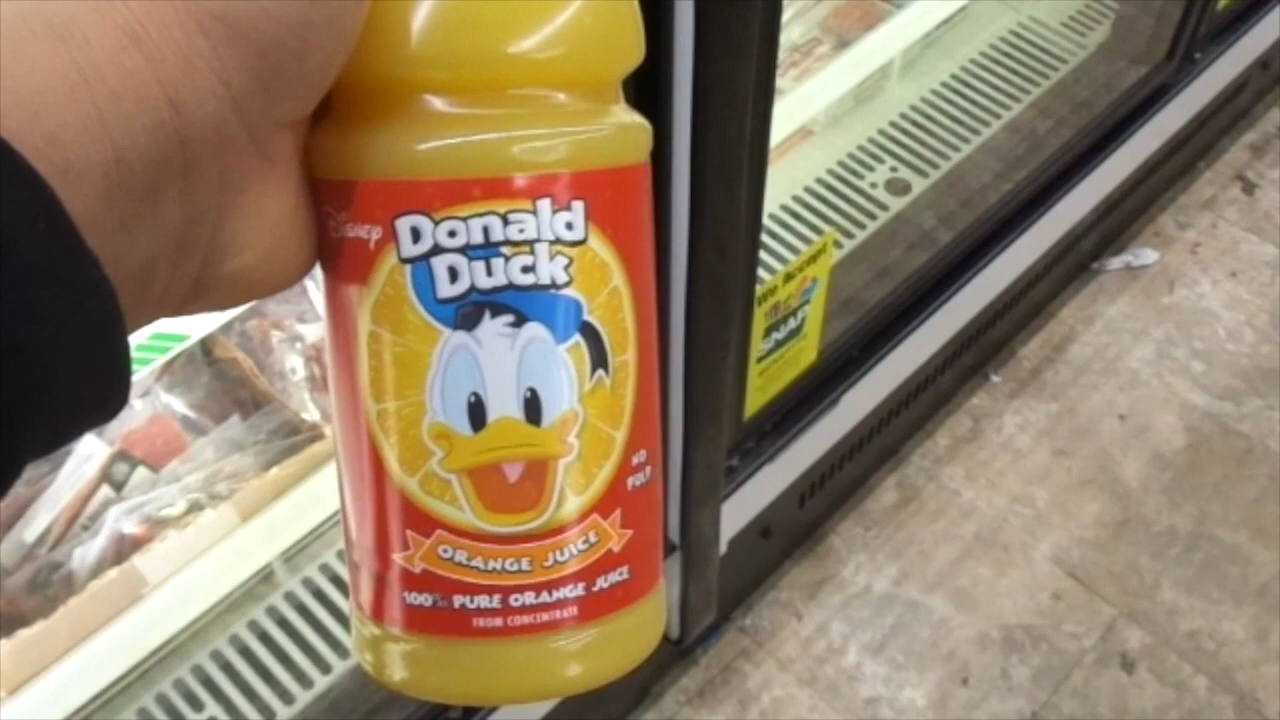 Disney
Donald
Duck
NO
PULP
ORANGE JUICE
100% PURE ORANGE JUICE
FROM CONCENTRATE
We Accept
SNAP